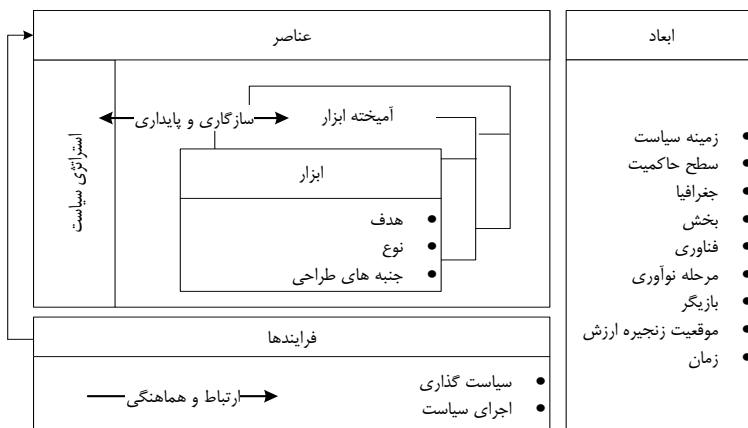 عناصر
استراتژی سیاست
سازگاری و پایداری
آمیخته ابزار
ابزار
هدف
نوع
جنبه های طراحی
فرایندها
سیاست گذاری
ارتباط و هماهنگی
اجرای سیاست
ابعاد
زمینه سیاست
سطح حاکمیت
جغرافیا
بخش
فناوری
مرحله نوآوری
بازیگر
موقعیت زنجیره ارزش
زمان